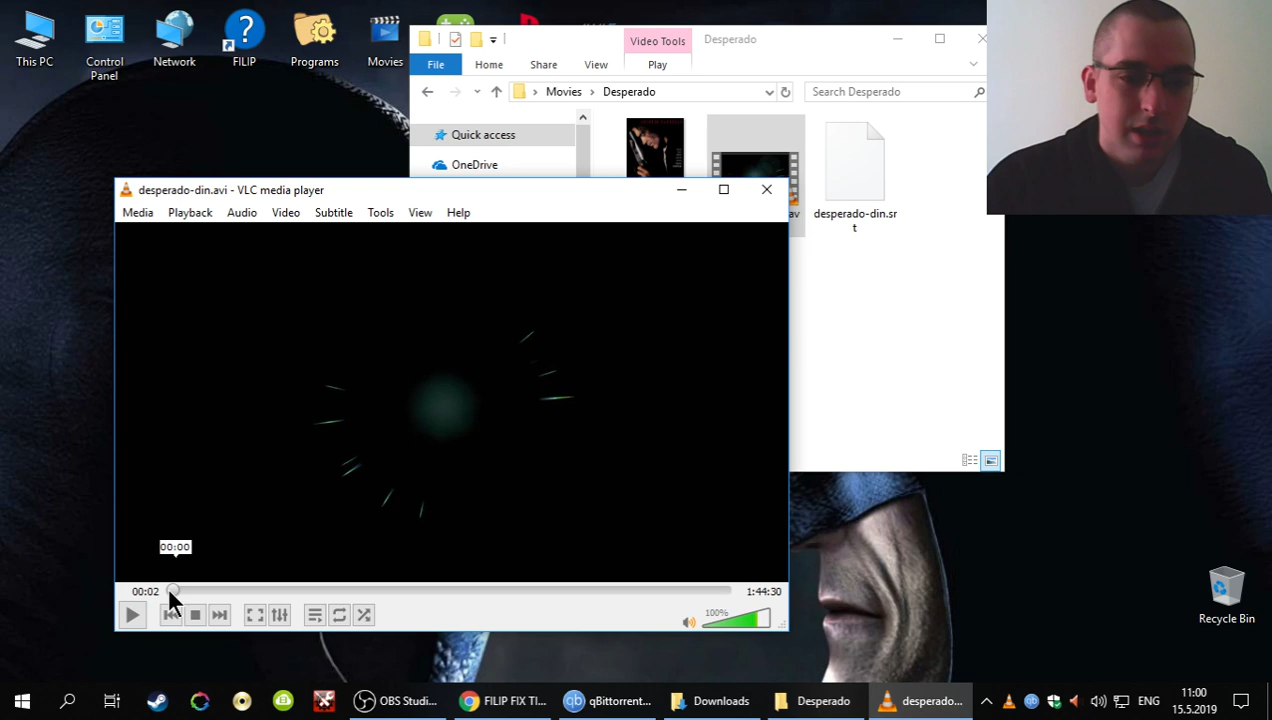 This PC
Control
Panel
Network
FILIP
Programs
Movies
Video Tools
Desperado
File
Home
Share
View
Play
Movies
Desperado
Search Desperado
Quick access
OneDrive
av
desperado-din.sr
t
desperado-din.avi - VLC media player
Media
Playback
Audio
Video
Subtitle
Tools
View
Help
00:00
00:02
1:44:30
100%
Recycle Bin
OBS Studi...
FILIP FIX TI...
qBittorrent...
Downloads
Desperado
desperado...
ENG
11:00
15.5.2019